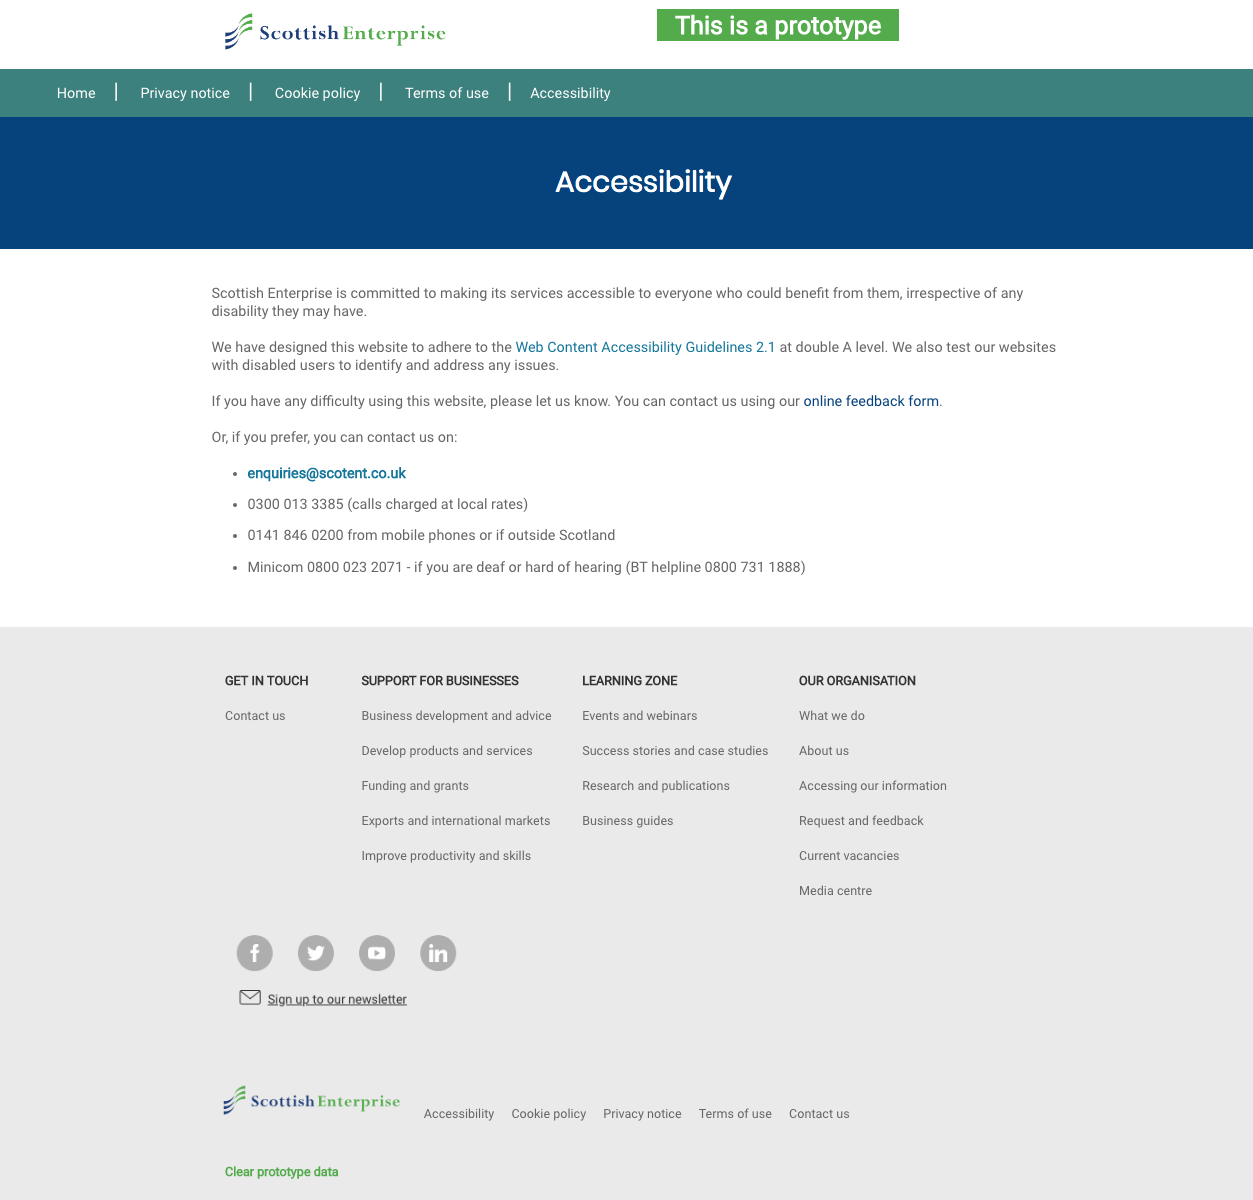 Scottish Enterprise
This is a prototype
Home | Privacy notice | Cookie policy | Terms of use | Accessibility
Accessibility
Scottish Enterprise is committed to making its services accessible to everyone who could benefit from them, irrespective of any
disability they may have.
We have designed this website to adhere to the Web Content Accessibility Guidelines 2.1 at double A level. We also test our websites
with disabled users to identify and address any issues.
If you have any difficulty using this website, please let us know. You can contact us using our online feedback form.
Or, if you prefer, you can contact us on:
• enquiries@scotent.co.uk
• 0300 013 3385 (calls charged at local rates)
• 0141 846 0200 from mobile phones or if outside Scotland
• Minicom 0800 023 2071 - if you are deaf or hard of hearing (BT helpline 0800 731 1888)
GET IN TOUCH
Contact us
SUPPORT FOR BUSINESSES
Business development and advice
Develop products and services
Funding and grants
Exports and international markets
Improve productivity and skills
LEARNING ZONE
Events and webinars
Success stories and case studies
Research and publications
Business guides
OUR ORGANISATION
What we do
About us
Accessing our information
Request and feedback
Current vacancies
Media centre
Sign up to our newsletter
Scottish Enterprise
Accessibility Cookie policy Privacy notice Terms of use Contact us
Clear prototype data